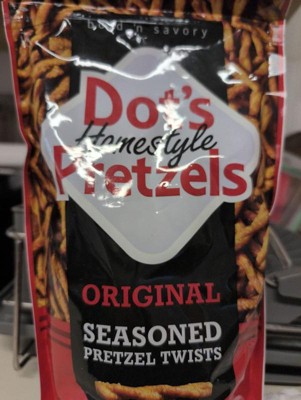 bold 'n savory
Dot's
Homestyle
Pretzels
ORIGINAL
SEASONED
PRETZEL TWISTS